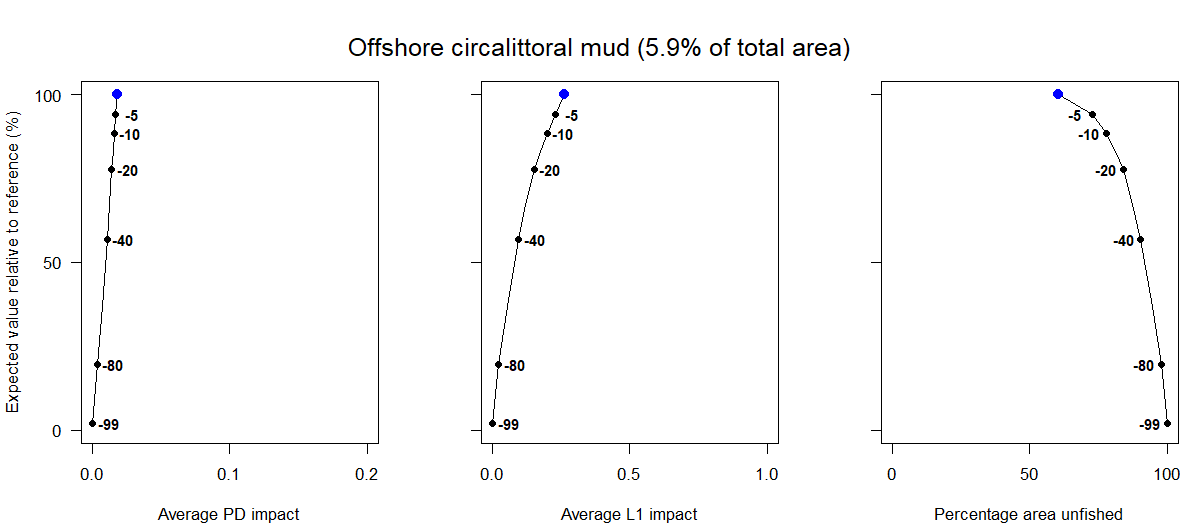 Offshore circalittoral mud (5.9% of total area)
Expected value relative to reference (%)
100
50
0
-5
-10
-20
-40
-80
-99
0.0 0.1 0.2
Average PD impact
-5
-10
-20
-40
-80
-99
0.0 0.5 1.0
Average L1 impact
-5
-10
-20
-40
-80
-99
0 50 100
Percentage area unfished